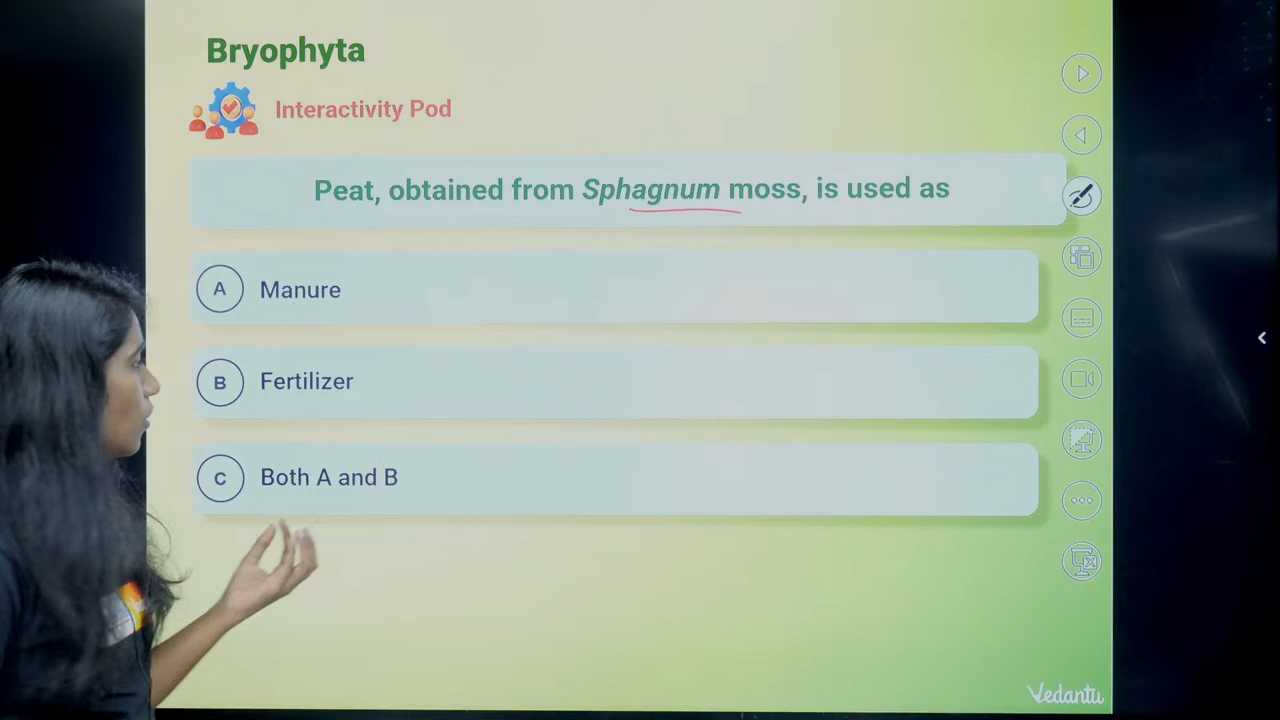 Bryophyta
Interactivity Pod
Peat, obtained from Sphagnum moss, is used as
A Manure
B Fertilizer
C Both A and B
Vedantu